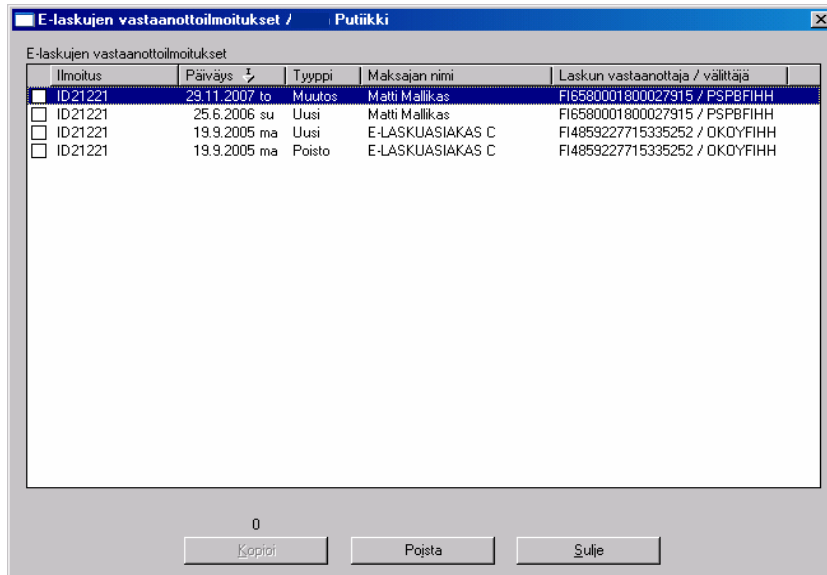 E-laskujen vastaanottoilmoitukset / Putiikki
E-laskujen vastaanottoilmoitukset
Ilmoitus Päiväys Tyyppi Maksajan nimi Laskun vastaanottaja / välittäjä
ID21221 29.11.2007 to Muutos Matti Mallikas FI6580001800027915 / PSPBFIHH
ID21221 25.6.2006 su Uusi Matti Mallikas FI6580001800027915 / PSPBFIHH
ID21221 19.9.2005 ma Uusi E-LASKUASIAKAS C FI4859227715335252 / OKOYFIHH
ID21221 19.9.2005 ma Poisto E-LASKUASIAKAS C FI4859227715335252 / OKOYFIHH
0
Kopioi Poista Sulje